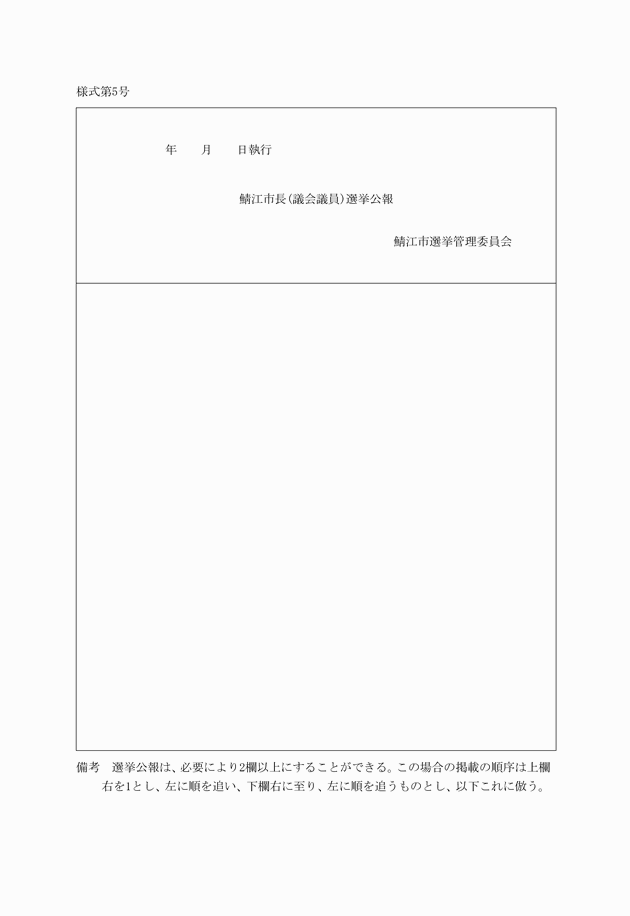 様式第5号
年　　月　　日執行
鯖江市長(議会議員)選挙公報
鯖江市選挙管理委員会
備考　選挙公報は、必要により2欄以上にすることができる。この場合の掲載の順序は上欄
右を1とし、左に順を追い、下欄右に至り、左に順を追うものとし、以下これに倣う。